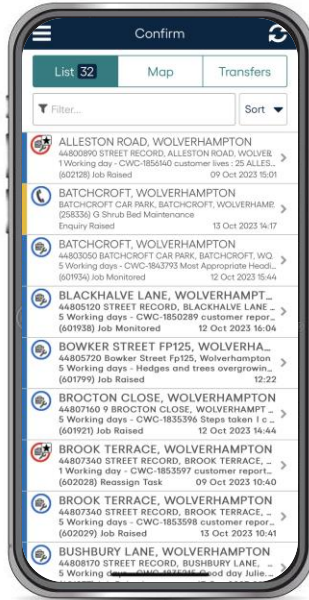 Confirm
List 32
Map
Transfers
Filter...
Sort
ALLESTON ROAD, WOLVERHAMPTON
44800890 STREET RECORD, ALLESTON ROAD, WOLVER
1 Working day - CWC-1856140 customer lives : 25 ALLES...
(602128) Job Raised 09 Oct 2023 15:01
BATCHCROFT, WOLVERHAMPTON
BATCHCROFT CAR PARK, BATCHCROFT, WOLVERHAMP.
(258336) G Shrub Bed Maintenance
Enquiry Raised 13 Oct 2023 14:17
BATCHCROFT, WOLVERHAMPTON
44803050 BATCHCROFT CAR PARK, BATCHCROFT, WO.
5 Working days - CWC-1843793 Most Appropriate Headi...
(601934) Job Monitored 12 Oct 2023 15:44
BLACKHALVE LANE, WOLVERHAMPT...
44805120 STREET RECORD, BLACKHALVE LANE ...
5 Working days - CWC-1850289 customer repor...
(601938) Job Monitored 12 Oct 2023 16:04
BOWKER STREET FP125, WOLVERHA...
44805720 Bowker Street Fp125, Wolverhampton
5 Working days - Hedges and trees overgrowin...
(601799) Job Raised 12:22
BROCTON CLOSE, WOLVERHAMPTON
44807160 9 BROCTON CLOSE, WOLVERHAMPT ...
5 Working days - CWC-1835396 Steps taken I c ...
(601921) Job Raised 12 Oct 2023 14:44
BROOK TERRACE, WOLVERHAMPTON
44807340 STREET RECORD, BROOK TERRACE, ...
1 Working day - CWC-1853597 customer report...
(602028) Reassign Task 09 Oct 2023 10:40
BROOK TERRACE, WOLVERHAMPTON
44807340 STREET RECORD, BROOK TERRACE, ...
5 Working days - CWC-1853598 customer repor...
(602029) Job Raised 13 Oct 2023 10:41
BUSHBURY LANE, WOLVERHAMPTON
44808170 STREET RECORD, BUSHBURY LANE, ...
5 Working days - CWC-1835215 Good day Julie...